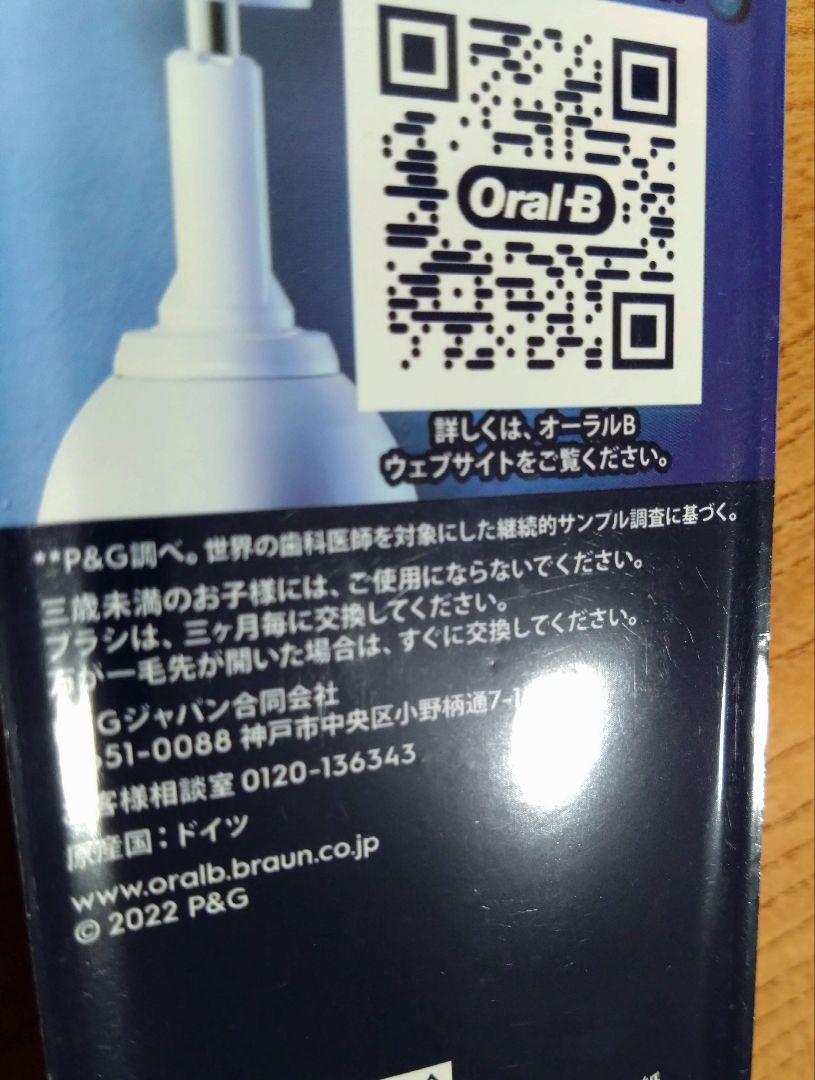 Oral-B
詳しくは、オーラルB
ウェブサイトをご覧ください。
**P&G調べ。世界の歯科医師を対象にした継続的サンプル調査に基づく。
三歳未満のお子様には、ご使用にならないでください。
ブラシは、三ヶ月毎に交換してください。
万が一毛先が開いた場合は、すぐに交換してください。
Gジャパン合同会社
51-0088 神戸市中央区小野柄通7-1
客様相談室 0120-136343
原産国：ドイツ
www.oralb.braun.co.jp
© 2022 P&G